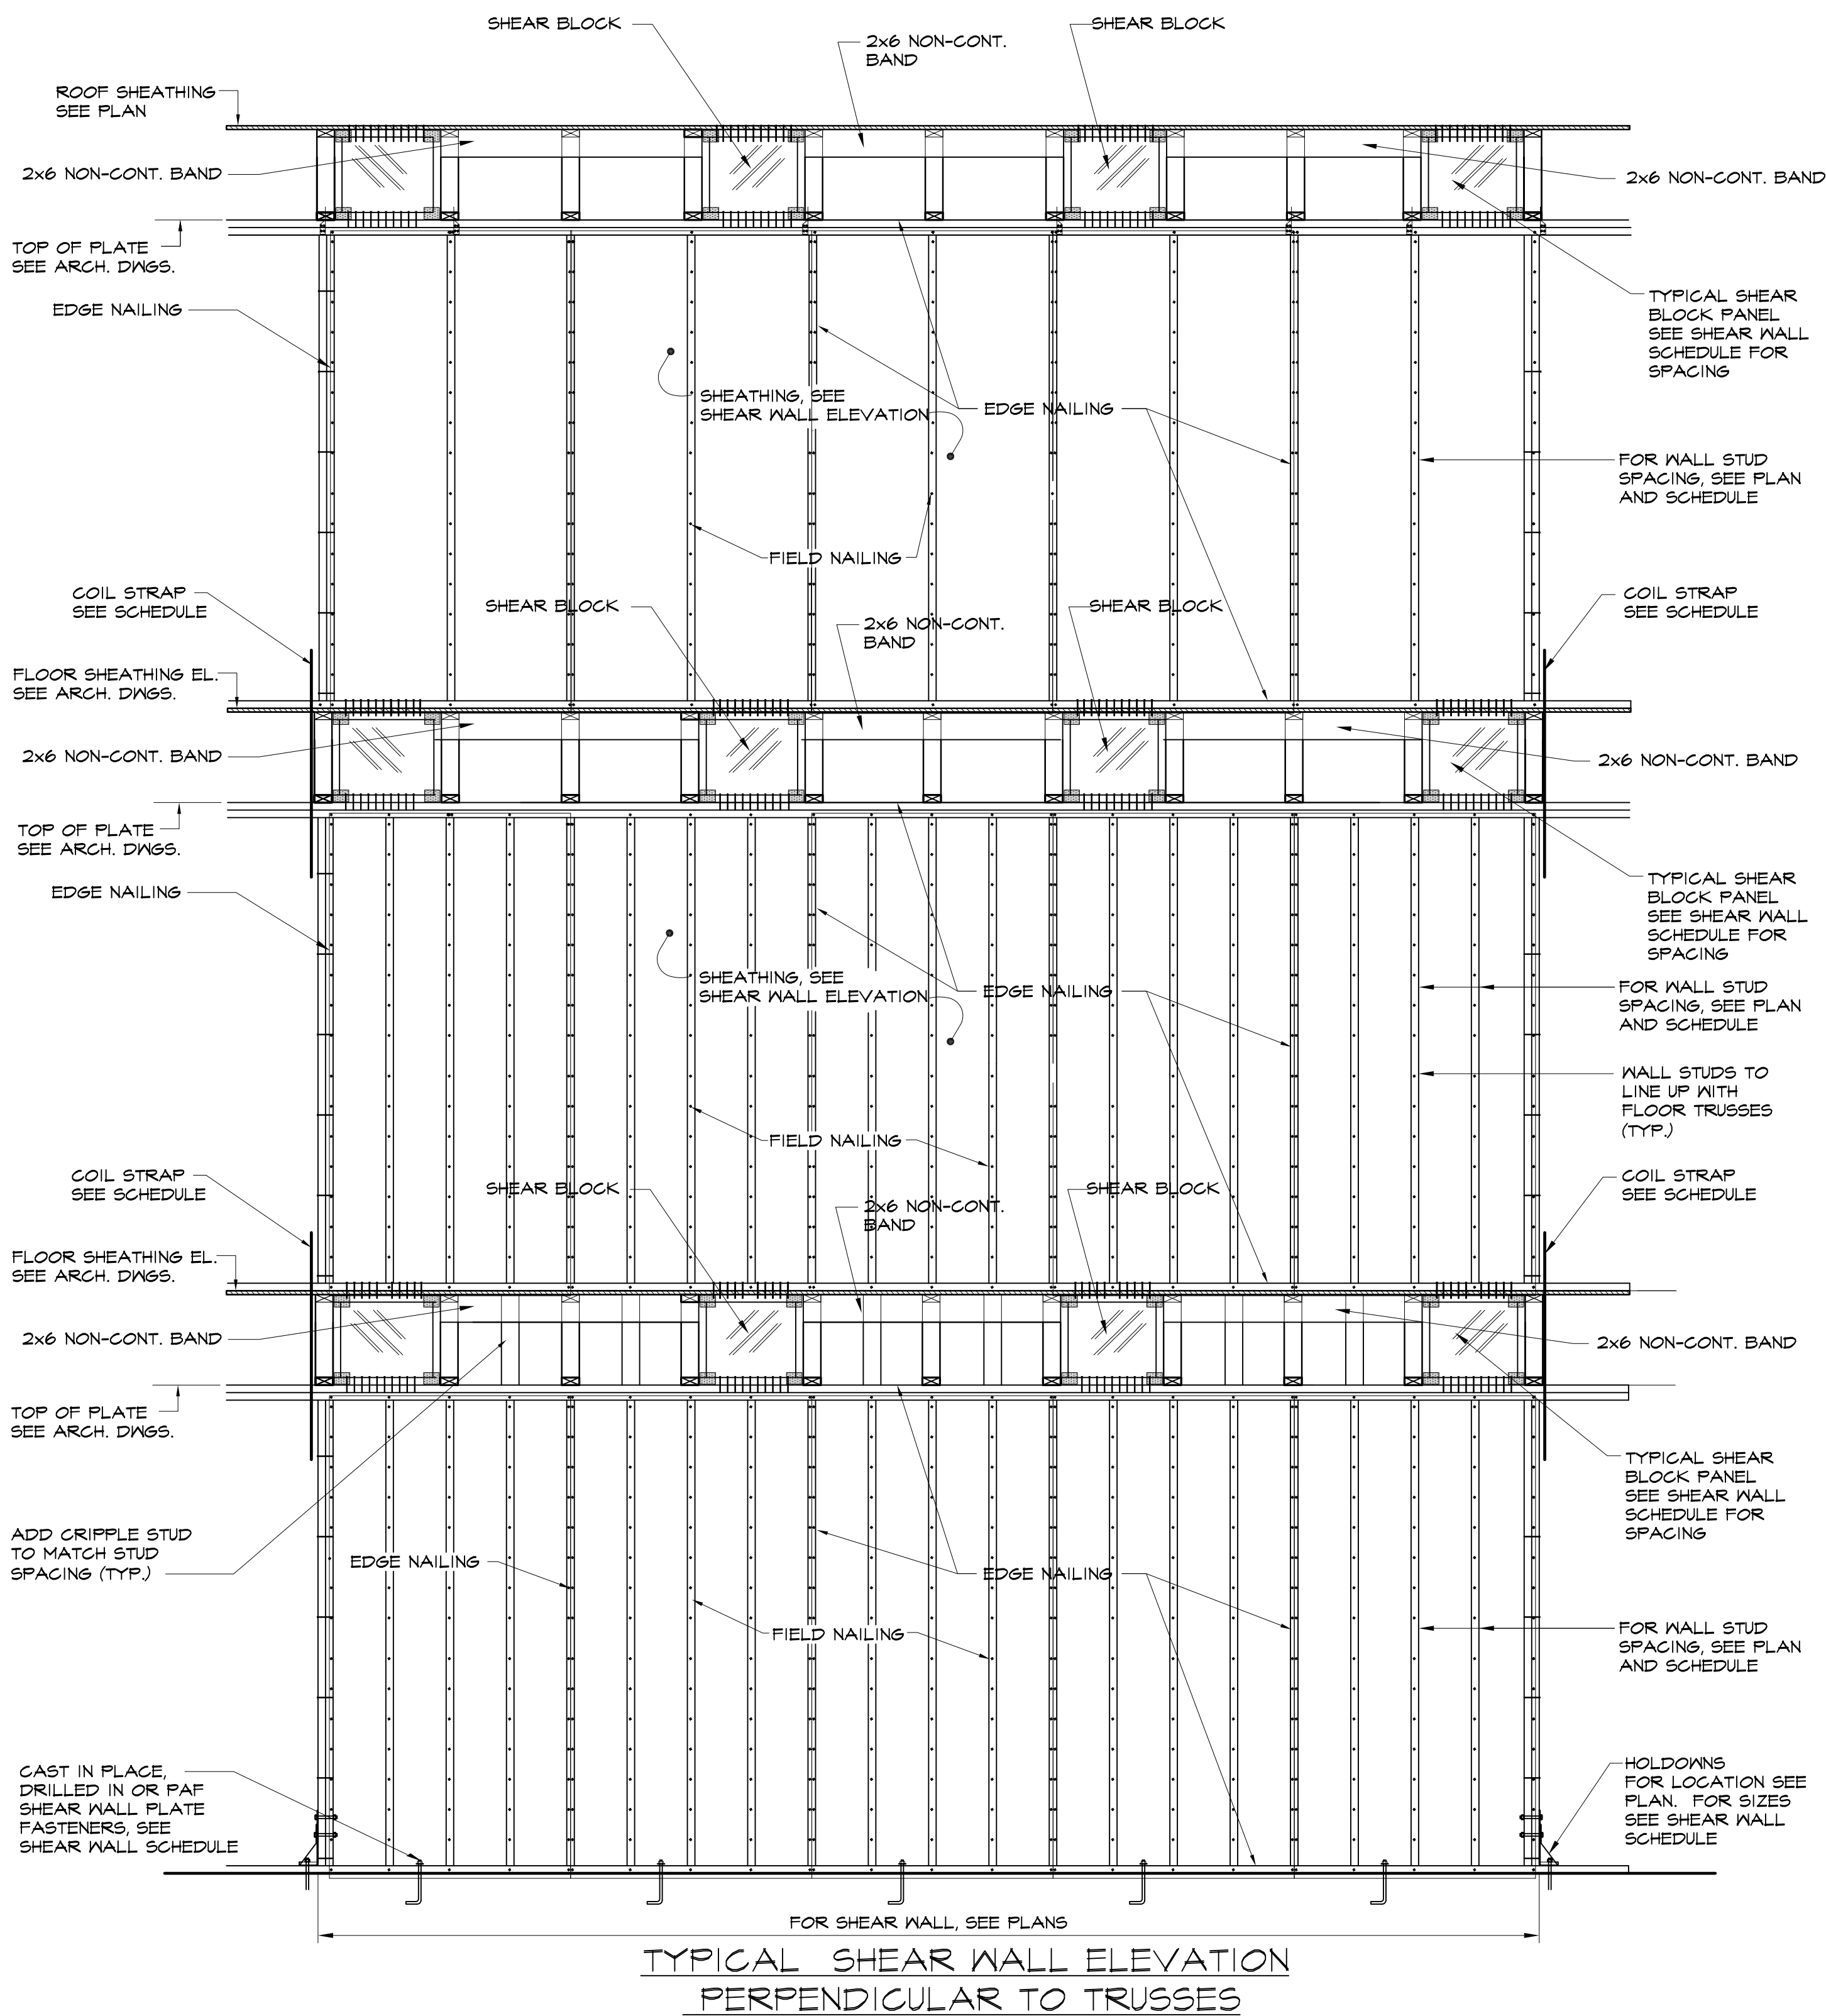 SHEAR BLOCK
2x6 NON-CONT.
BAND
SHEAR BLOCK
ROOF SHEATHING
SEE PLAN
2x6 NON-CONT. BAND
2x6 NON-CONT. BAND
TOP OF PLATE
SEE ARCH. DWGS.
EDGE NAILING
TYPICAL SHEAR
BLOCK PANEL
SEE SHEAR WALL
SCHEDULE FOR
SPACING
SHEATHING, SEE
SHEAR WALL ELEVATION
EDGE NAILING
FOR WALL STUD
SPACING, SEE PLAN
AND SCHEDULE
FIELD NAILING
COIL STRAP
SEE SCHEDULE
SHEAR BLOCK
2x6 NON-CONT.
BAND
SHEAR BLOCK
COIL STRAP
SEE SCHEDULE
FLOOR SHEATHING EL.
SEE ARCH. DWGS.
2x6 NON-CONT. BAND
2x6 NON-CONT. BAND
TOP OF PLATE
SEE ARCH. DWGS.
EDGE NAILING
TYPICAL SHEAR
BLOCK PANEL
SEE SHEAR WALL
SCHEDULE FOR
SPACING
SHEATHING, SEE
SHEAR WALL ELEVATION
EDGE NAILING
FOR WALL STUD
SPACING, SEE PLAN
AND SCHEDULE
WALL STUDS TO
LINE UP WITH
FLOOR TRUSSES
(TYP.)
FIELD NAILING
COIL STRAP
SEE SCHEDULE
SHEAR BLOCK
2x6 NON-CONT.
BAND
SHEAR BLOCK
COIL STRAP
SEE SCHEDULE
FLOOR SHEATHING EL.
SEE ARCH. DWGS.
2x6 NON-CONT. BAND
2x6 NON-CONT. BAND
TOP OF PLATE
SEE ARCH. DWGS.
TYPICAL SHEAR
BLOCK PANEL
SEE SHEAR WALL
SCHEDULE FOR
SPACING
ADD CRIPPLE STUD
TO MATCH STUD
SPACING (TYP.)
EDGE NAILING
EDGE NAILING
FIELD NAILING
FOR WALL STUD
SPACING, SEE PLAN
AND SCHEDULE
CAST IN PLACE,
DRILLED IN OR PAF
SHEAR WALL PLATE
FASTENERS, SEE
SHEAR WALL SCHEDULE
HOLDOWNS
FOR LOCATION SEE
PLAN. FOR SIZES
SEE SHEAR WALL
SCHEDULE
FOR SHEAR WALL, SEE PLANS
TYPICAL SHEAR WALL ELEVATION
PERPENDICULAR TO TRUSSES